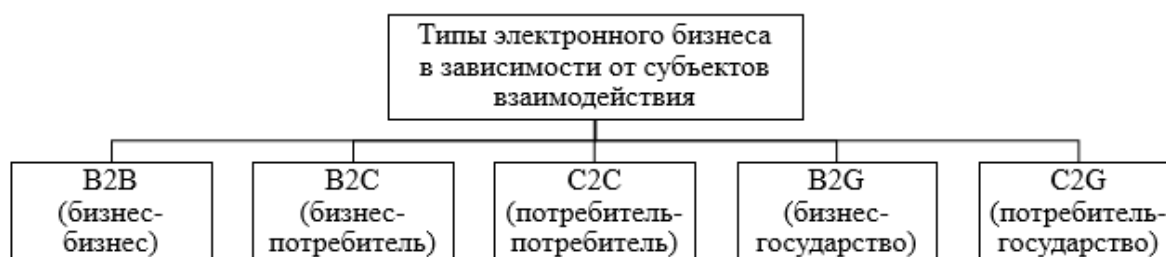 Типы электронного бизнеса
в зависимости от субъектов
взаимодействия
B2B
(бизнес-
бизнес)
B2C
(бизнес-
потребитель)
C2C
(потребитель-
потребитель)
B2G
(бизнес-
государство)
C2G
(потребитель-
государство)